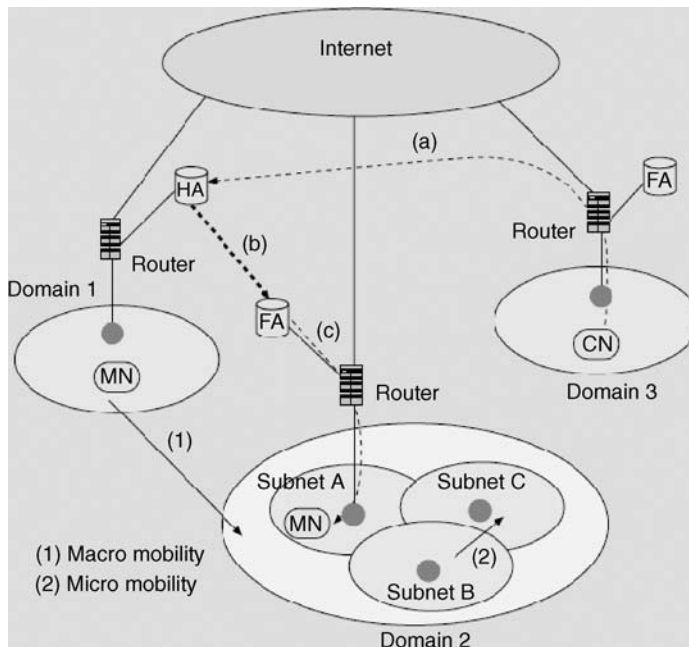 Internet
(a)
HA
FA
(b)
Router
Router
Domain 1
FA
(c)
CN
MN
Router
Domain 3
(1)
Subnet A
Subnet C
MN
(1) Macro mobility
(2) Micro mobility
(2)
Subnet B
Domain 2